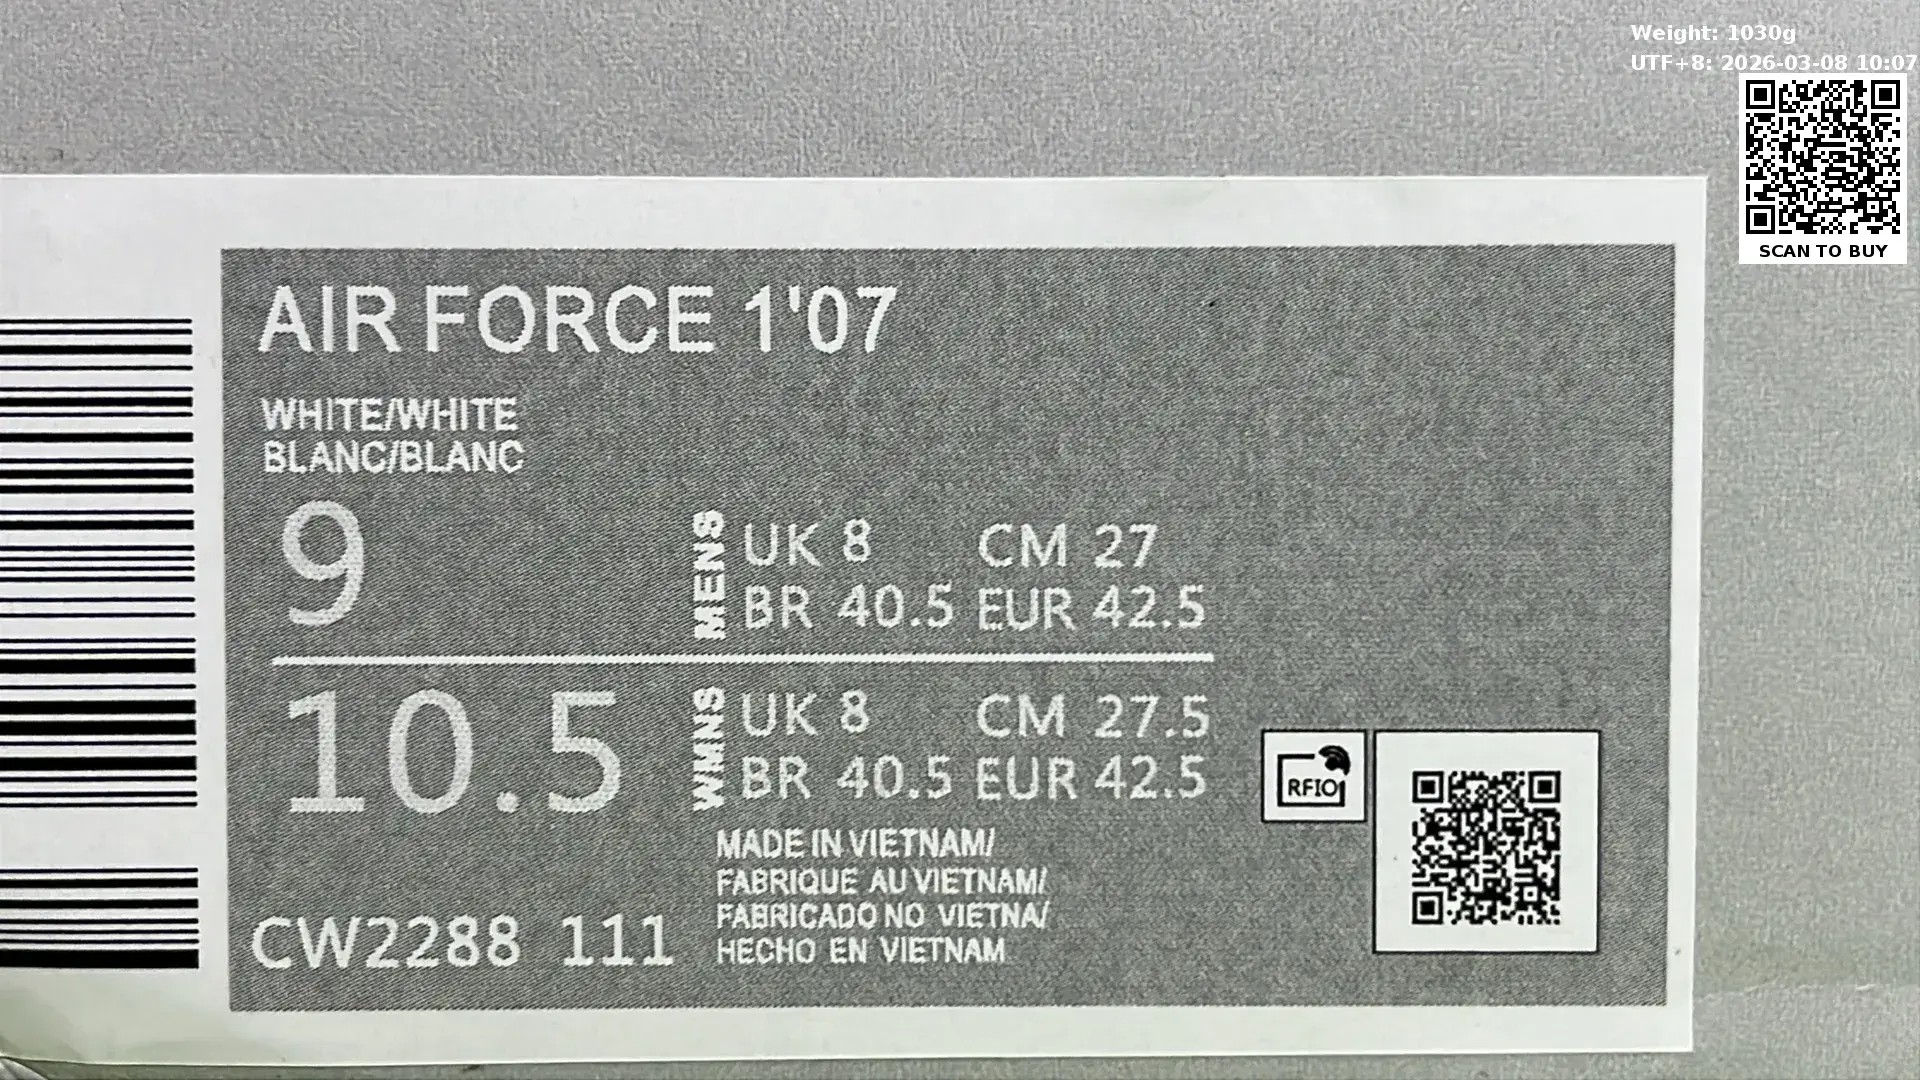 Weight: 1030g
UTF+8: 2026-03-08 10:07
SCAN TO BUY
AIR FORCE 1'07
WHITE/WHITE
BLANC/BLANC
9
MENS
UK 8 CM 27
BR 40.5 EUR 42.5
10.5
WMNS
UK 8 CM 27.5
BR 40.5 EUR 42.5
RFIO
MADE IN VIETNAM/
FABRIQUE AU VIETNAM/
FABRICADO NO VIETNA/
HECHO EN VIETNAM
CW2288 111